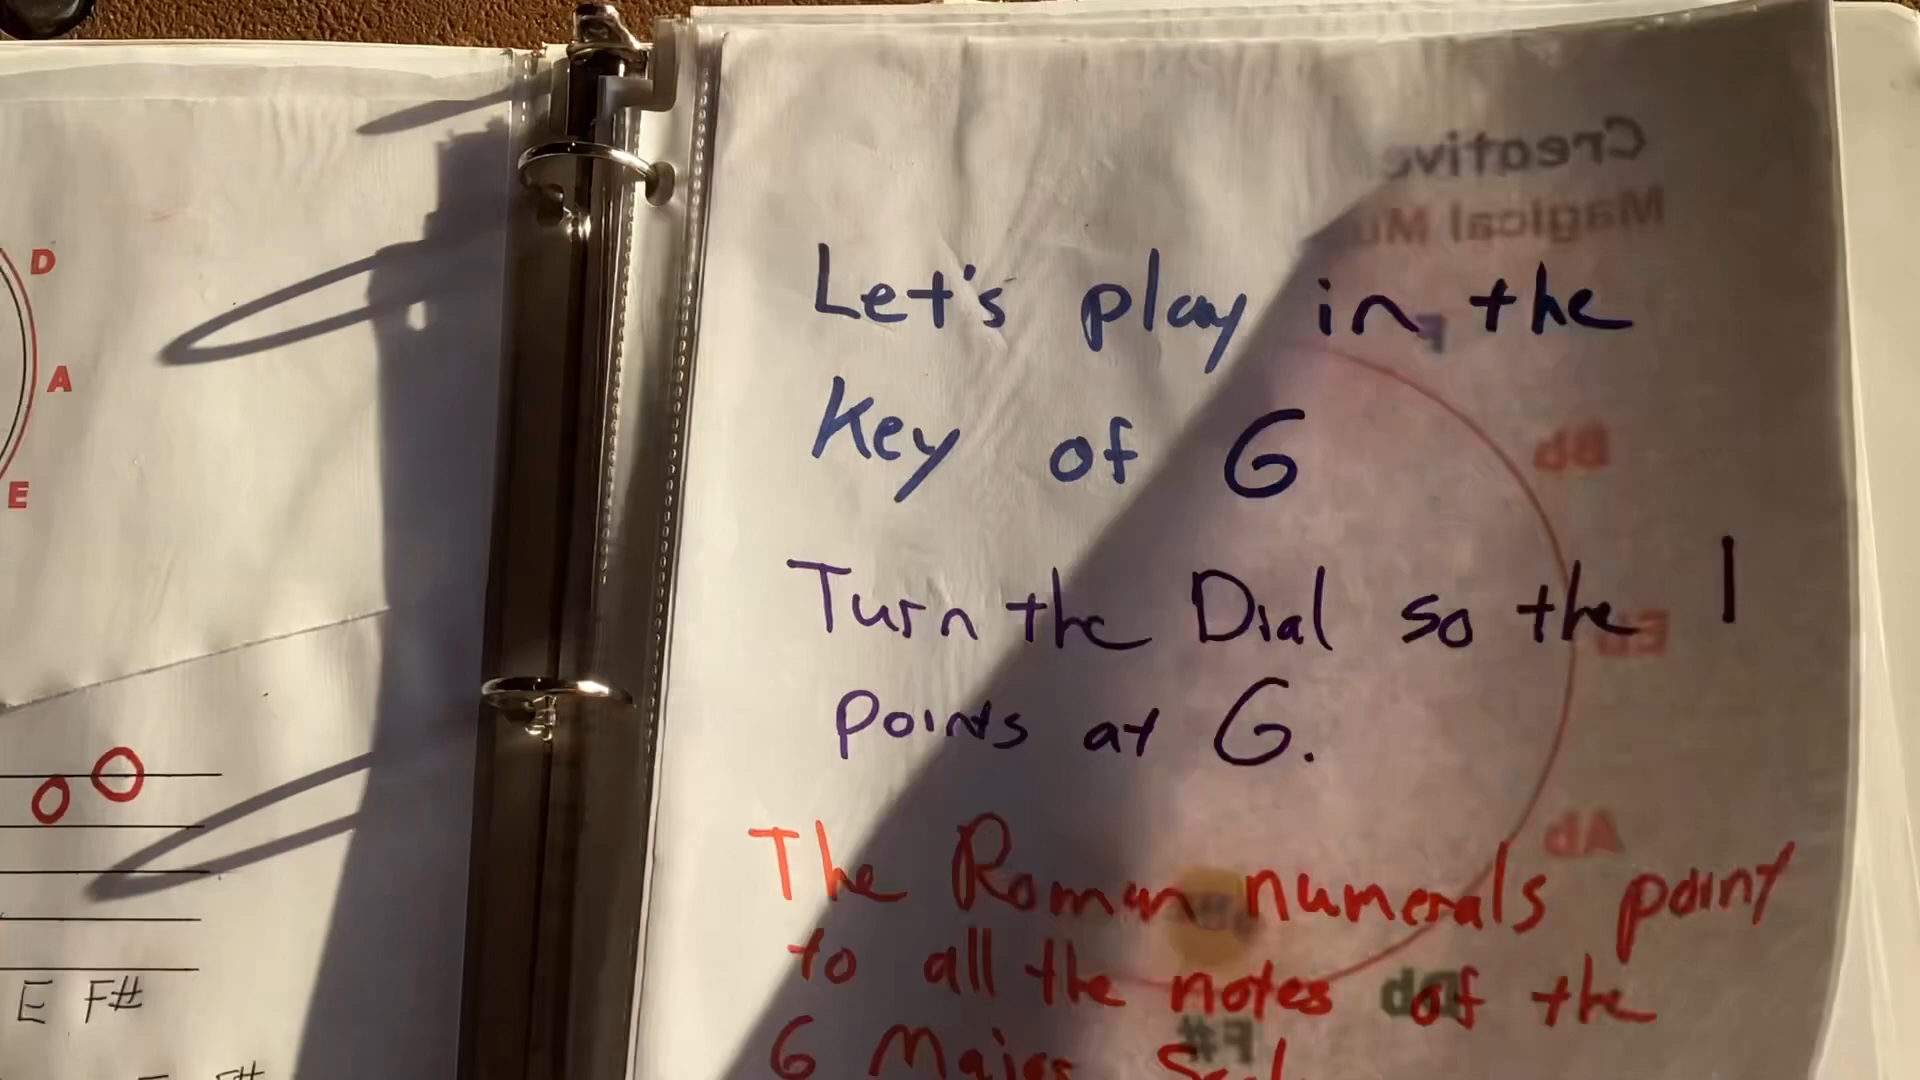 D
A
E
E F#
F#
Creative
Magical Mu
Let's play in the
F
Key of G
Bb
Turn the Dial so the I
Eb
points at G.
Ab
The Roman numerals point
to all the notes of the
Db
F#
G Major